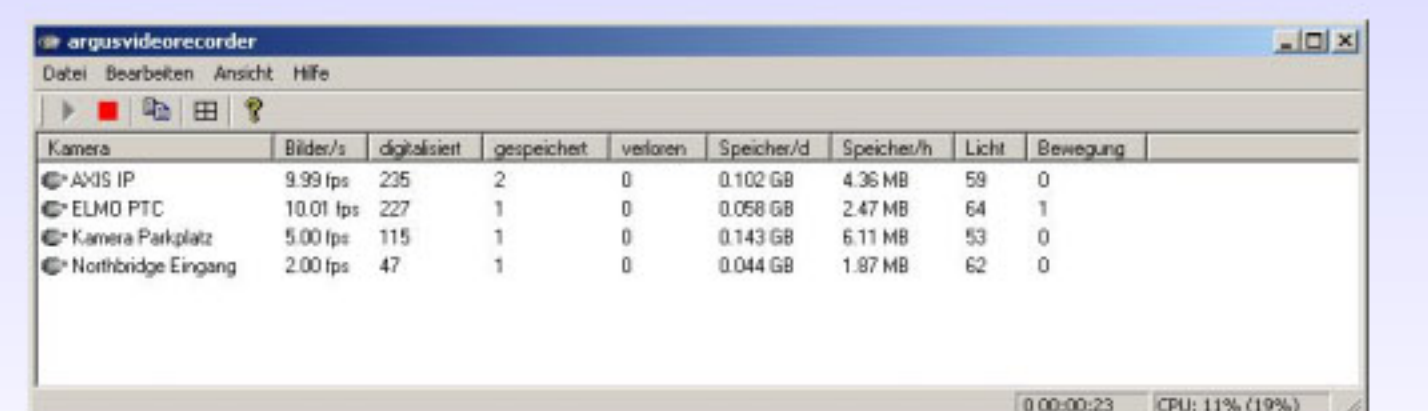 argusvideorecorder
Datei Bearbeiten Ansicht Hilfe
Kamera Bilder/s digitalisiert gespeichert verloren Speicher/d Speicher/h Licht Bewegung
AXIS IP 9.99 fps 235 2 0 0.102 GB 4.36 MB 59 0
ELMO PTC 10.01 fps 227 1 0 0.058 GB 2.47 MB 64 1
Kamera Parkplatz 5.00 fps 115 1 0 0.143 GB 6.11 MB 53 0
Northbridge Eingang 2.00 fps 47 1 0 0.044 GB 1.87 MB 62 0
0 00:00:23 CPU: 11% (19%)